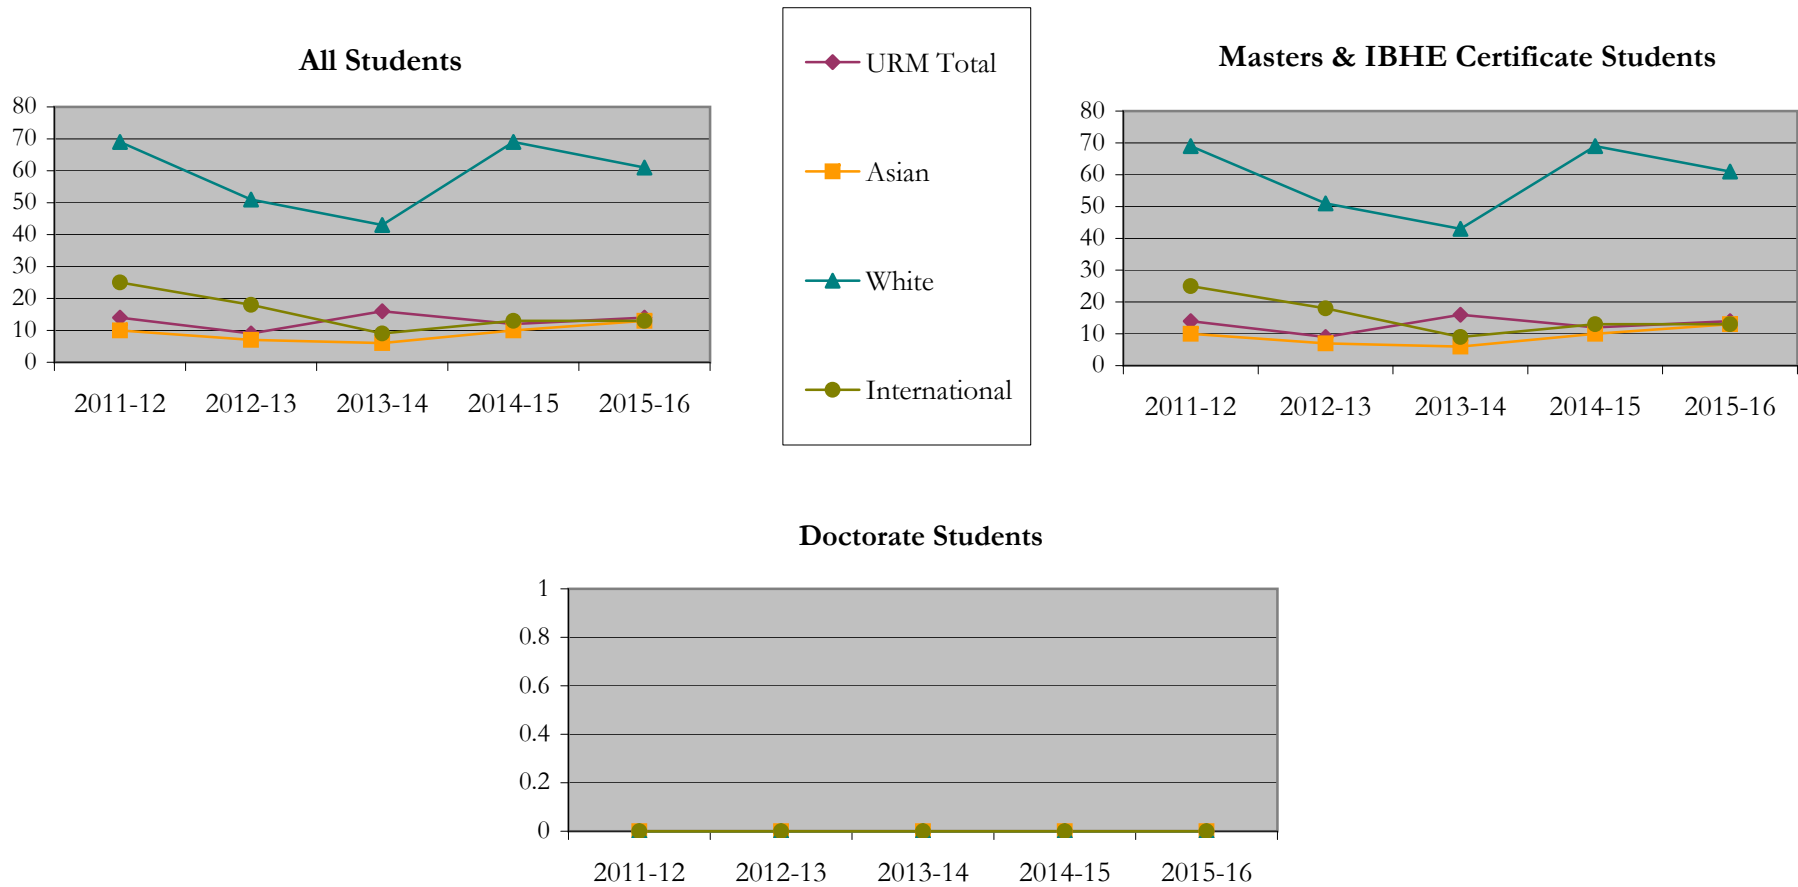 All Students
80
70
60
50
40
30
20
10
0
2011-12 2012-13 2013-14 2014-15 2015-16
URM Total
Asian
White
International
Masters & IBHE Certificate Students
80
70
60
50
40
30
20
10
0
2011-12 2012-13 2013-14 2014-15 2015-16
Doctorate Students
1
0.8
0.6
0.4
0.2
0
2011-12 2012-13 2013-14 2014-15 2015-16